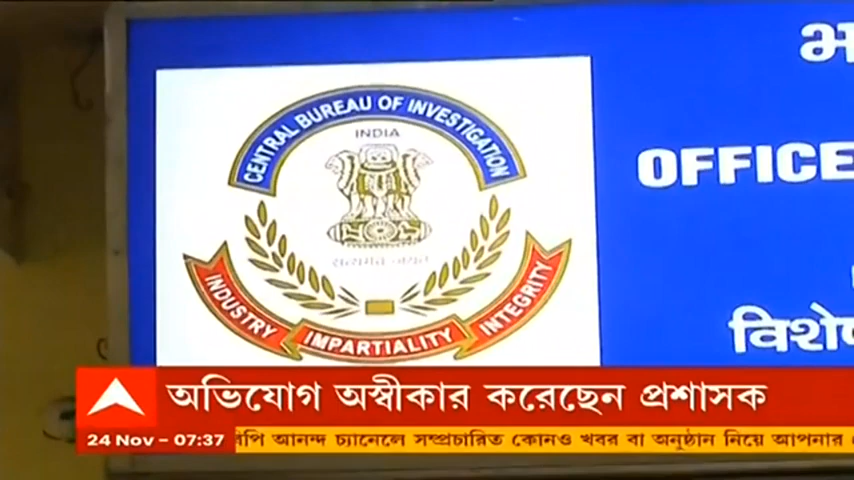 CENTRAL BUREAU OF INVESTIGATION
INDIA
OFFICE
विशेष
INDUSTRY
IMPARTIALITY
INTEGRITY
অভিযোগ অস্বীকার করেছেন প্রশাসক
24 Nov – 07:37
আনন্দ চ্যানেলে সম্প্রচারিত কোনও খবর বা অনুষ্ঠান নিয়ে আপনার